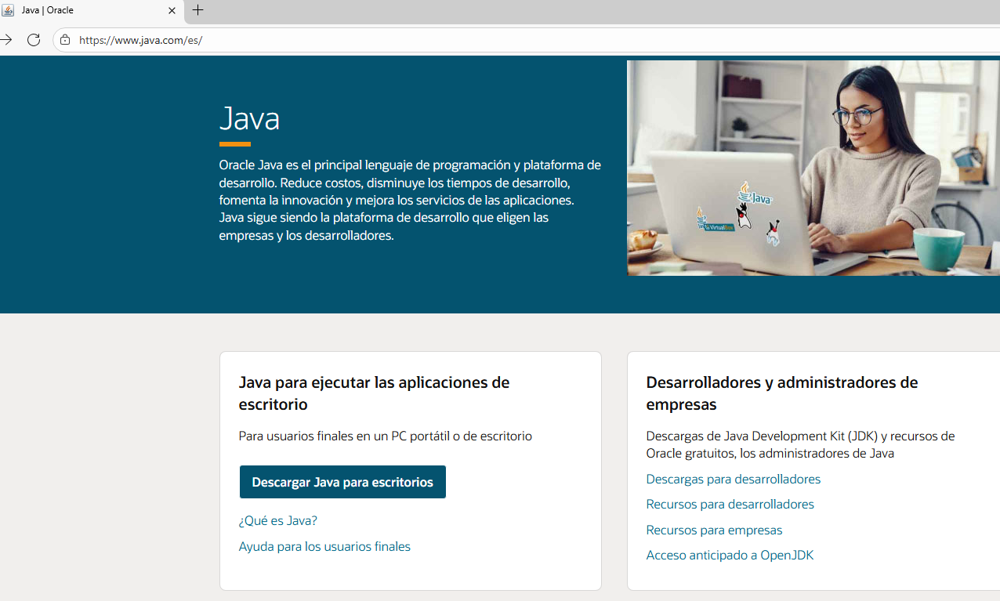 Java | Oracle
https://www.java.com/es/
Java
Oracle Java es el principal lenguaje de programación y plataforma de
desarrollo. Reduce costos, disminuye los tiempos de desarrollo,
fomenta la innovación y mejora los servicios de las aplicaciones.
Java sigue siendo la plataforma de desarrollo que eligen las
empresas y los desarrolladores.
Java
VirtualBox
Java para ejecutar las aplicaciones de
escritorio
Para usuarios finales en un PC portátil o de escritorio
Descargar Java para escritorios
¿Qué es Java?
Ayuda para los usuarios finales
Desarrolladores y administradores de
empresas
Descargas de Java Development Kit (JDK) y recursos de
Oracle gratuitos, los administradores de Java
Descargas para desarrolladores
Recursos para desarrolladores
Recursos para empresas
Acceso anticipado a OpenJDK